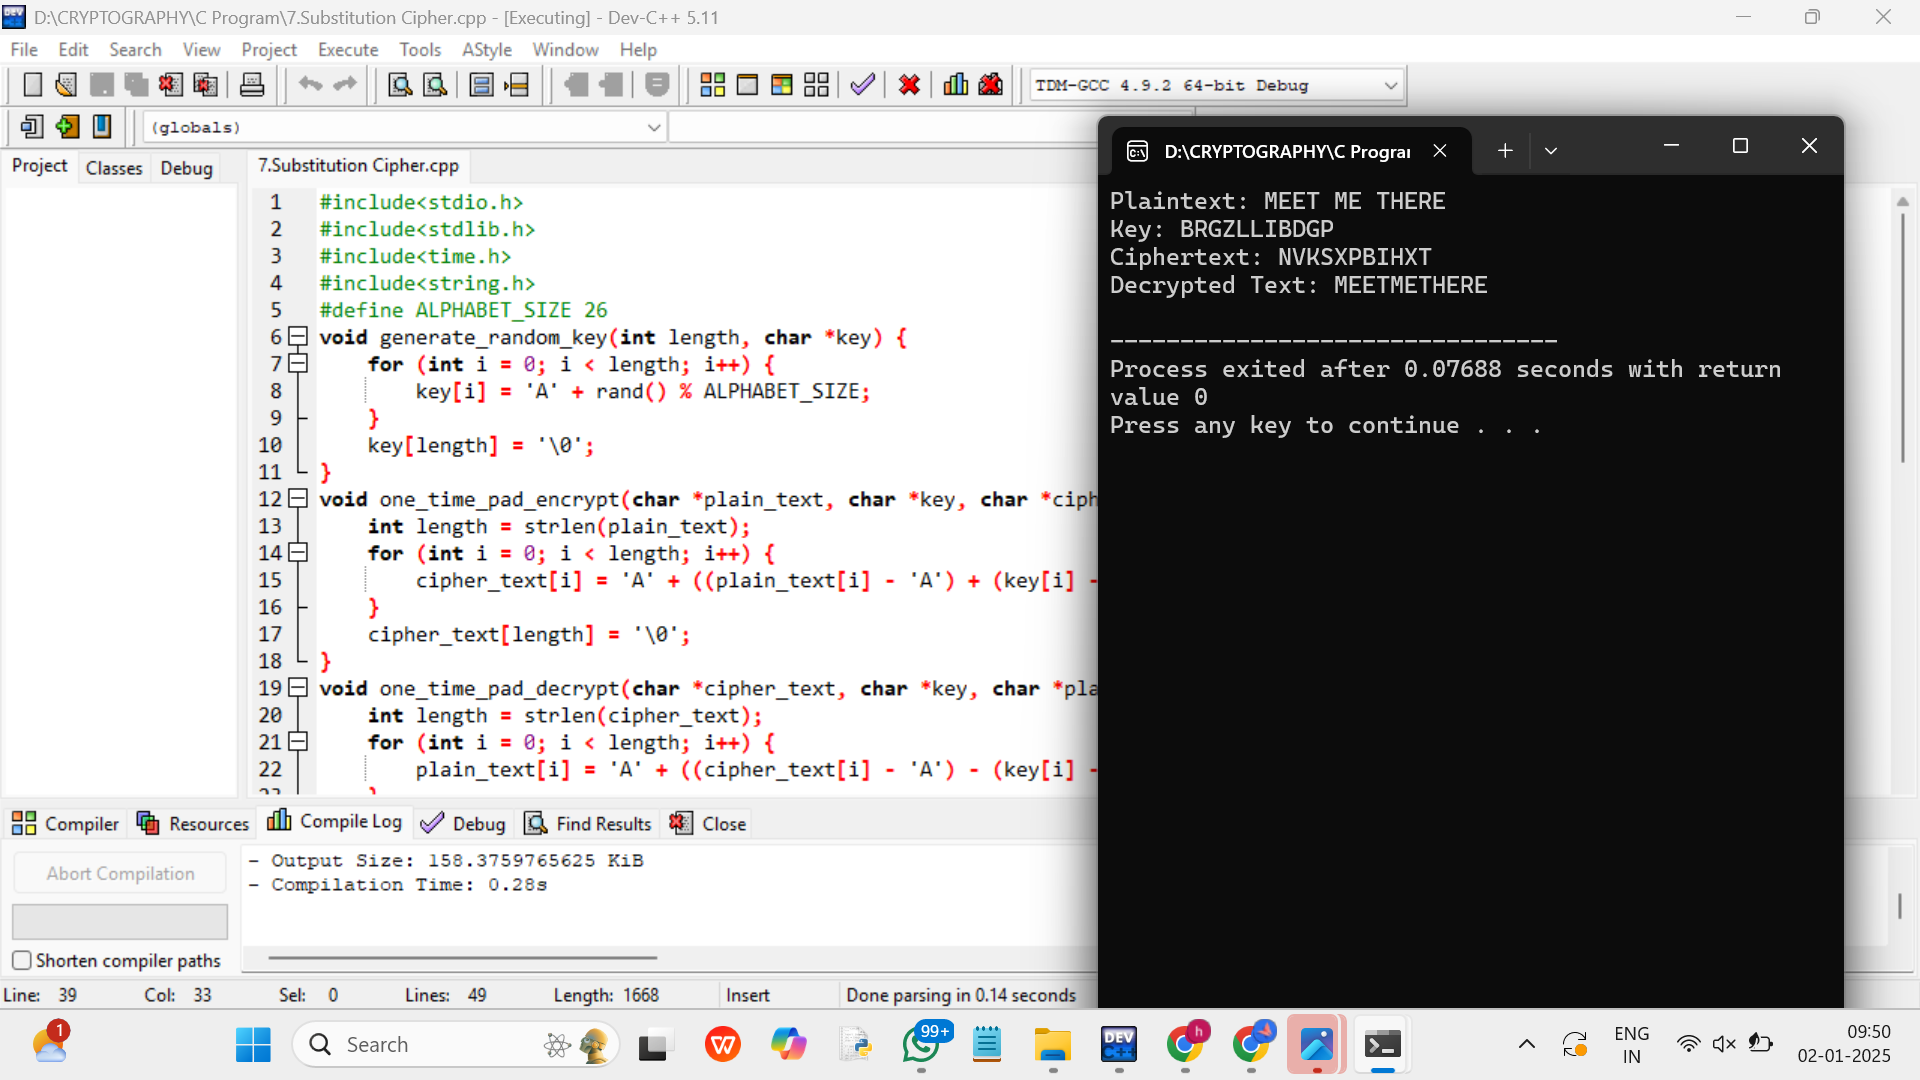 D:\CRYPTOGRAPHY\C Program\7.Substitution Cipher.cpp - [Executing] - Dev-C++ 5.11
File Edit Search View Project Execute Tools AStyle Window Help
TDM-GCC 4.9.2 64-bit Debug
(globals)
Project Classes Debug
7.Substitution Cipher.cpp
1 #include<stdio.h>
2 #include<stdlib.h>
3 #include<time.h>
4 #include<string.h>
5 #define ALPHABET_SIZE 26
6 void generate_random_key(int length, char *key) {
7 for (int i = 0; i < length; i++) {
8 key[i] = 'A' + rand() % ALPHABET_SIZE;
9 }
10 key[length] = '\0';
11 }
12 void one_time_pad_encrypt(char *plain_text, char *key, char *ciph
13 int length = strlen(plain_text);
14 for (int i = 0; i < length; i++) {
15 cipher_text[i] = 'A' + ((plain_text[i] - 'A') + (key[i] -
16 }
17 cipher_text[length] = '\0';
18 }
19 void one_time_pad_decrypt(char *cipher_text, char *key, char *pla
20 int length = strlen(cipher_text);
21 for (int i = 0; i < length; i++) {
22 plain_text[i] = 'A' + ((cipher_text[i] - 'A') - (key[i] -
D:\CRYPTOGRAPHY\C Progra
Plaintext: MEET ME THERE
Key: BRGZLLIBDGP
Ciphertext: NVKSXPBIHXT
Decrypted Text: MEETMETHERE
--------------------------------
Process exited after 0.07688 seconds with return
value 0
Press any key to continue . . .
Compiler Resources Compile Log Debug Find Results Close
Abort Compilation
Shorten compiler paths
- Output Size: 158.3759765625 KiB
- Compilation Time: 0.28s
Line: 39 Col: 33 Sel: 0 Lines: 49 Length: 1668 Insert Done parsing in 0.14 seconds
1
Search
99+
DEV C++
h
ENG
IN
09:50
02-01-2025